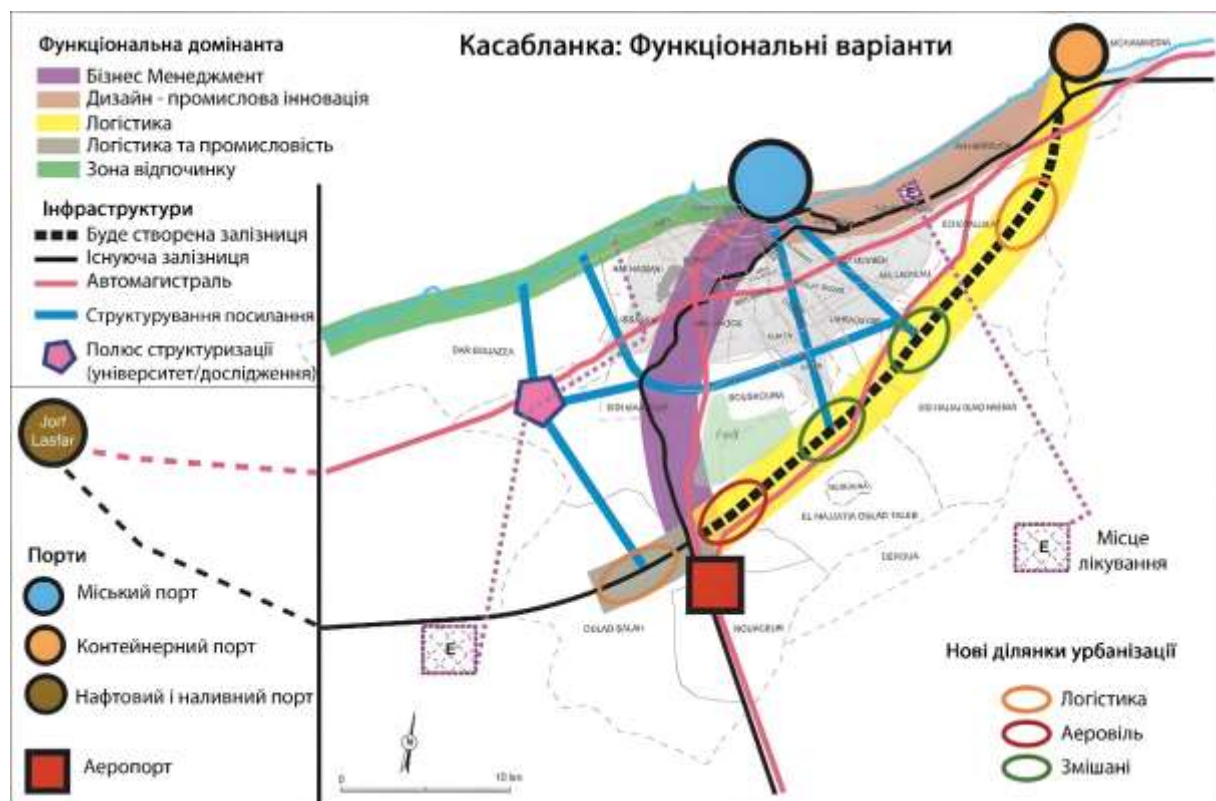 Касабланка: Функціональні варіанти
Функціональна домінанта
Бізнес Менеджмент
Дизайн - промислова інновація
Логістика
Логістика та промисловість
Зона відпочинку
Інфраструктури
Буде створена залізниця
Існуюча залізниця
Автомагистраль
Структурування посилання
Полюс структуризації
(університет/дослідження)
Jorf
Lasfar
Порти
Міський порт
Контейнерний порт
Нафтовий і наливний порт
Аеропорт
DAR BOUAZZA
BOUSKOURA
EL MAJJATIA OULAD TALEB
DEROUA
OULAD SALAH
NOUACEUR
E
E
E
Місце
лікування
N
0
10 km
Нові ділянки урбанізації
Логістика
Аеровіль
Змішані